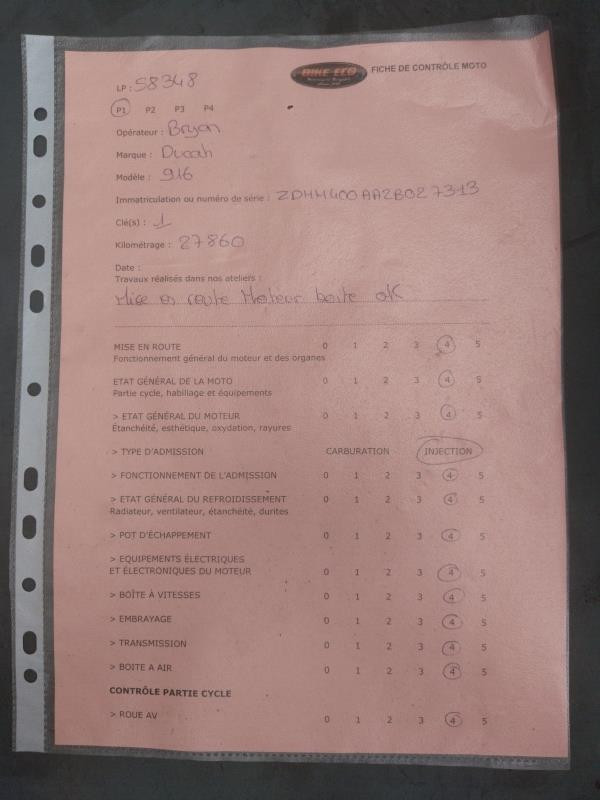 BIKE ECO
FICHE DE CONTRÔLE MOTO
LP : 58348
P1 P2 P3 P4
Opérateur : Bryan
Marque : Ducati
Modèle : 916
Immatriculation ou numéro de série : ZDMH400AA2B027313
Clé(s) : 1
Kilométrage : 27860
Date :
Travaux réalisés dans nos ateliers :
Mise en route Moteur boite OK
MISE EN ROUTE 0 1 2 3 4 5
Fonctionnement général du moteur et des organes
ETAT GÉNÉRAL DE LA MOTO 0 1 2 3 4 5
Partie cycle, habillage et équipements
> ETAT GÉNÉRAL DU MOTEUR 0 1 2 3 4 5
Étanchéité, esthétique, oxydation, rayures
> TYPE D'ADMISSION CARBURATION INJECTION
> FONCTIONNEMENT DE L'ADMISSION 0 1 2 3 4 5
> ETAT GÉNÉRAL DU REFROIDISSEMENT 0 1 2 3 4 5
Radiateur, ventilateur, étanchéité, durites
> POT D'ÉCHAPPEMENT 0 1 2 3 4 5
> EQUIPEMENTS ÉLECTRIQUES
ET ÉLECTRONIQUES DU MOTEUR 0 1 2 3 4 5
> BOÎTE À VITESSES 0 1 2 3 4 5
> EMBRAYAGE 0 1 2 3 4 5
> TRANSMISSION 0 1 2 3 4 5
> BOITE A AIR 0 1 2 3 4 5
CONTRÔLE PARTIE CYCLE
> ROUE AV 0 1 2 3 4 5